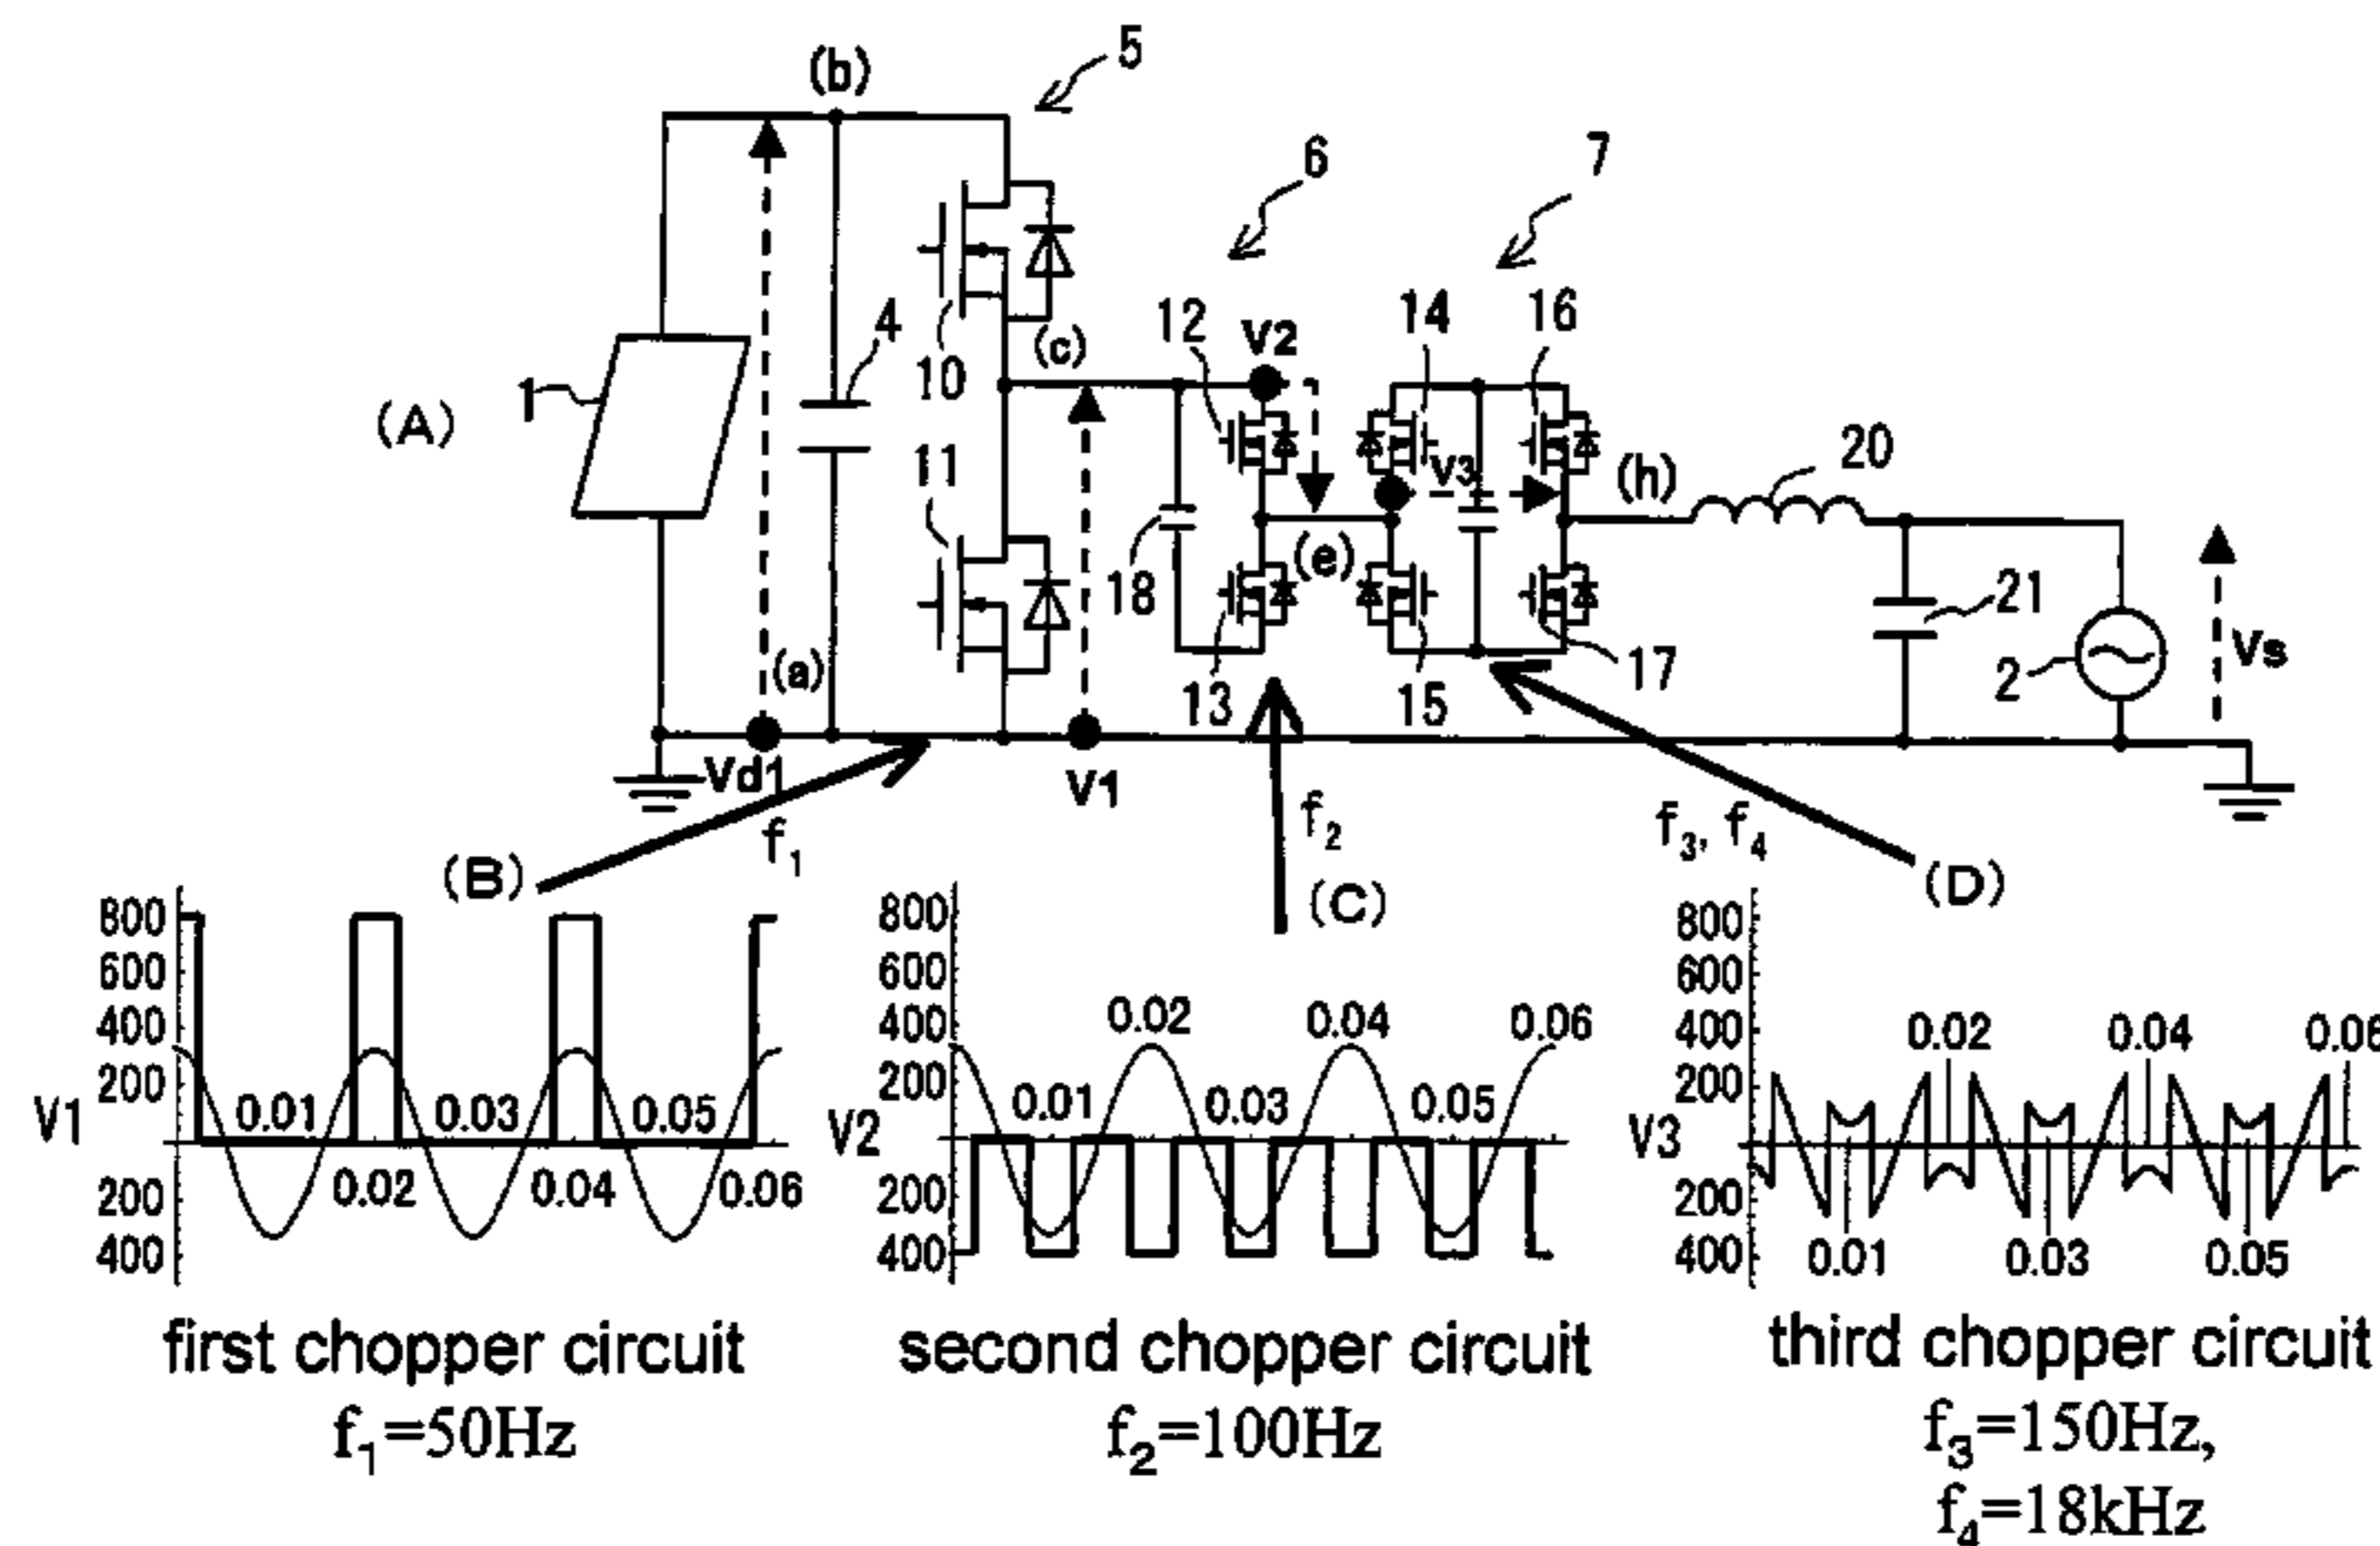 5
(b)
6
7
1
(A)
4
10
(c)
12
V2
14
16
V3
(h)
20
11
18
(e)
13
15
17
21
2
Vs
(a)
Vd1
V1
f1
f2
f3, f4
(B)
(C)
(D)
800
600
400
200
V1
200
400
0.01
0.03
0.05
0.02
0.04
0.06
800
600
400
200
V2
200
400
0.02
0.04
0.06
0.01
0.03
0.05
800
600
400
200
V3
200
400
0.02
0.04
0.01
0.03
0.05
first chopper circuit
f1=50Hz
second chopper circuit
f2=100Hz
third chopper circuit
f3=150Hz,
f4=18kHz